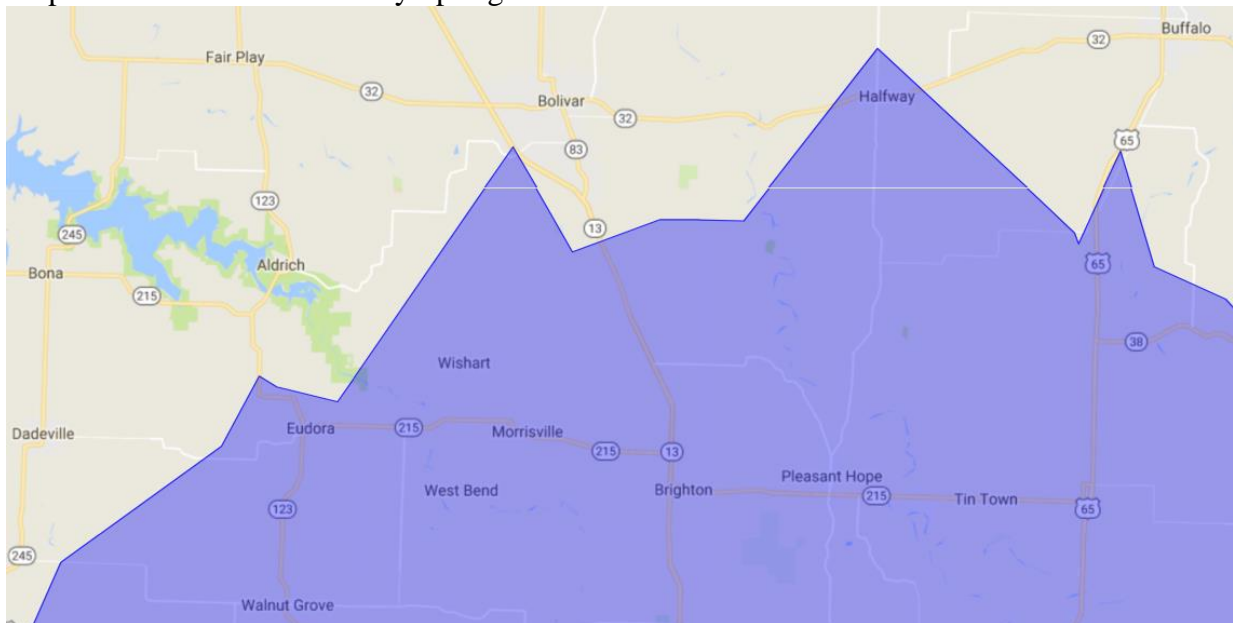 32
Buffalo
Fair Play
32
Bolivar
32
Halfway
83
65
123
13
245
Aldrich
65
Bona
215
38
Wishart
Dadeville
Eudora
215
Morrisville
215
13
Pleasant Hope
West Bend
Brighton
215
Tin Town
123
65
245
Walnut Grove